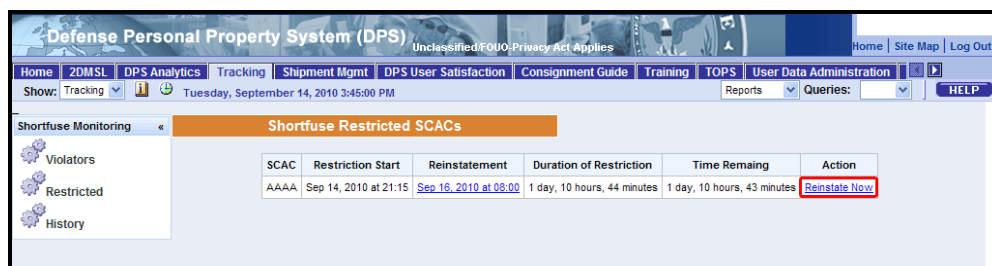 Defense Personal Property System (DPS)
Unclassified/FOUO-Privacy Act Applies
Home | Site Map | Log Out
Home 2DMSL DPS Analytics Tracking Shipment Mgmt DPS User Satisfaction Consignment Guide Training TOPS User Data Administration
Show: Tracking Tuesday, September 14, 2010 3:45:00 PM Reports Queries: HELP
Shortfuse Monitoring «
Shortfuse Restricted SCACs
Violators
Restricted
History
SCAC Restriction Start Reinstatement Duration of Restriction Time Remaing Action
AAAA Sep 14, 2010 at 21:15 Sep 16, 2010 at 08:00 1 day, 10 hours, 44 minutes 1 day, 10 hours, 43 minutes Reinstate Now